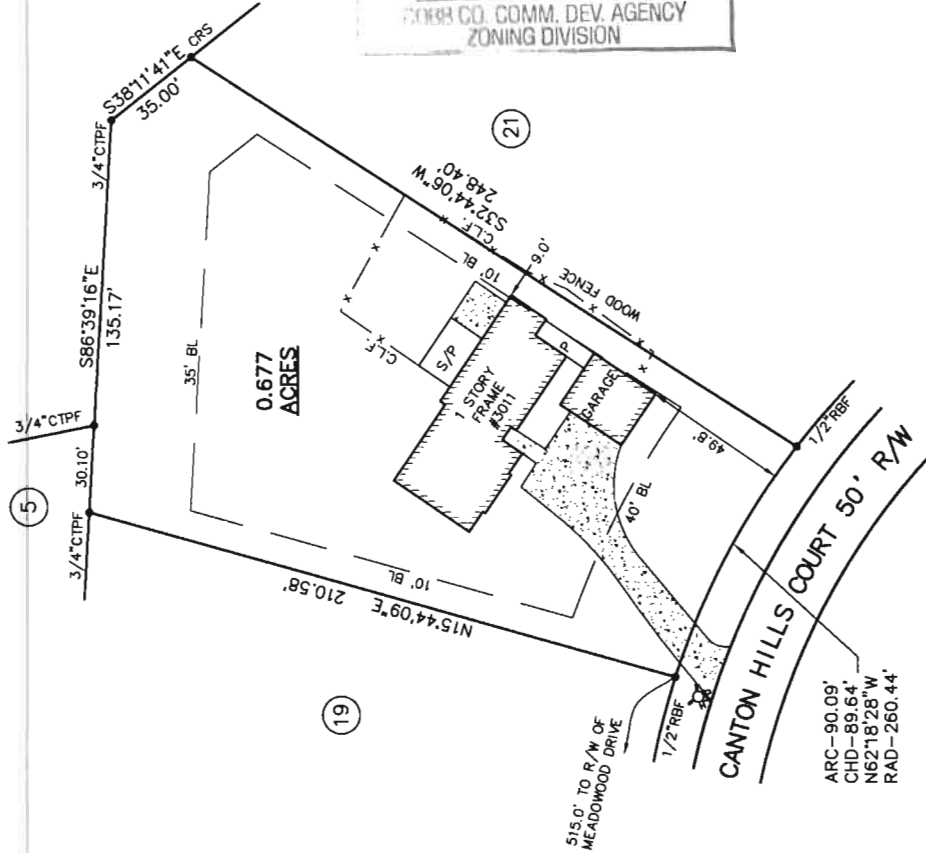 COBB CO. COMM. DEV. AGENCY
ZONING DIVISION
S38°11'41"E CRS
35.00'
3/4"CTPF
S86°39'16"E
135.17'
3/4"CTPF
30.10'
5
3/4"CTPF
21
S32°44'06"W
248.40'
C.L.F.
10' BL
9.0'
WOOD FENCE
35' BL
0.677
ACRES
C.L.F.
S/P
1 STORY
FRAME
#3011
P
GARAGE
49.8'
40' BL
10' BL
N15°44'09"E
210.58'
19
1/2"RBF
1/2"RBF
515.0' TO R/W OF
MEADOWOOD DRIVE
CANTON HILLS COURT 50' R/W
ARC-90.09'
CHD-89.64'
N62°18'28"W
RAD-260.44'